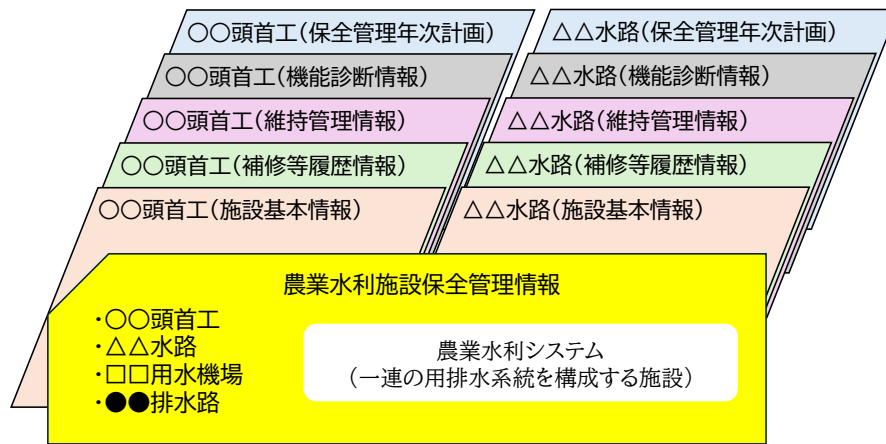 ○○頭首工(保全管理年次計画)
○○頭首工(機能診断情報)
○○頭首工(維持管理情報)
○○頭首工(補修等履歴情報)
○○頭首工(施設基本情報)
△△水路(保全管理年次計画)
△△水路(機能診断情報)
△△水路(維持管理情報)
△△水路(補修等履歴情報)
△△水路(施設基本情報)
農業水利施設保全管理情報
・○○頭首工
・△△水路
・□□用水機場
・●●排水路
農業水利システム
(一連の用排水系統を構成する施設)